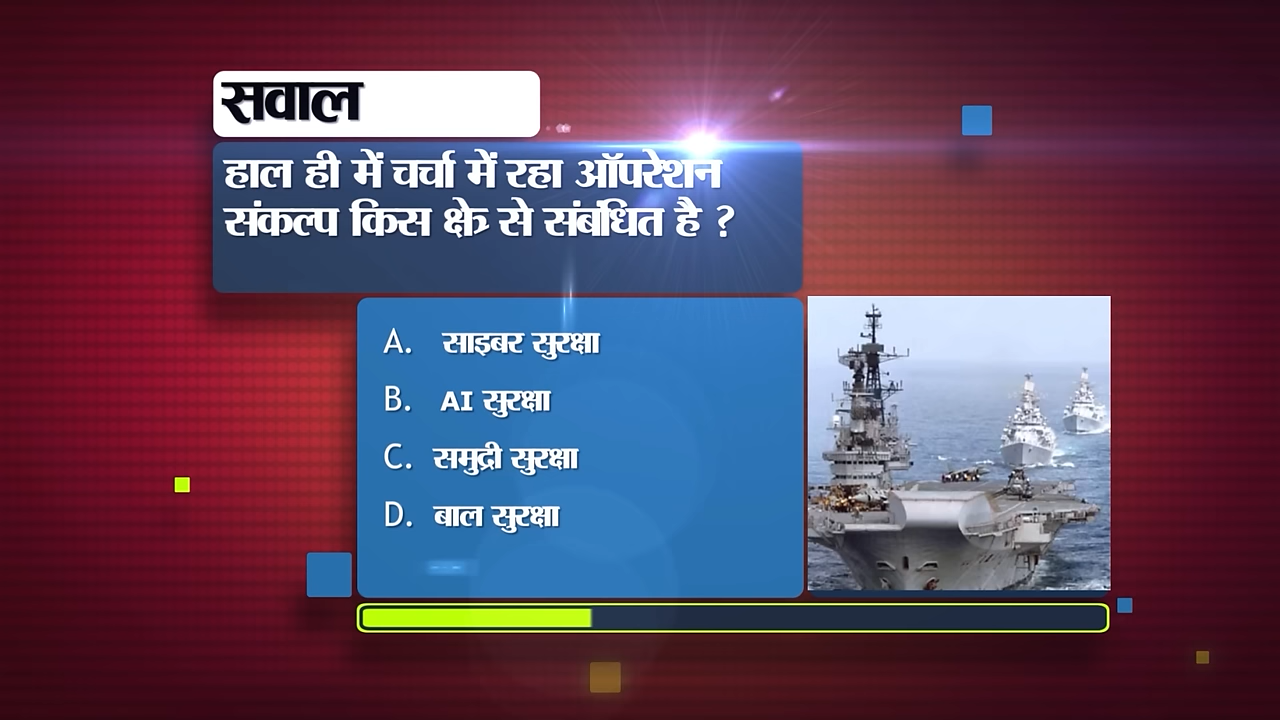 सवाल
हाल ही में चर्चा में रहा ऑपरेशन
संकल्प किस क्षेत्र से संबंधित है ?
A. साइबर सुरक्षा
B. AI सुरक्षा
C. समुद्री सुरक्षा
D. बाल सुरक्षा